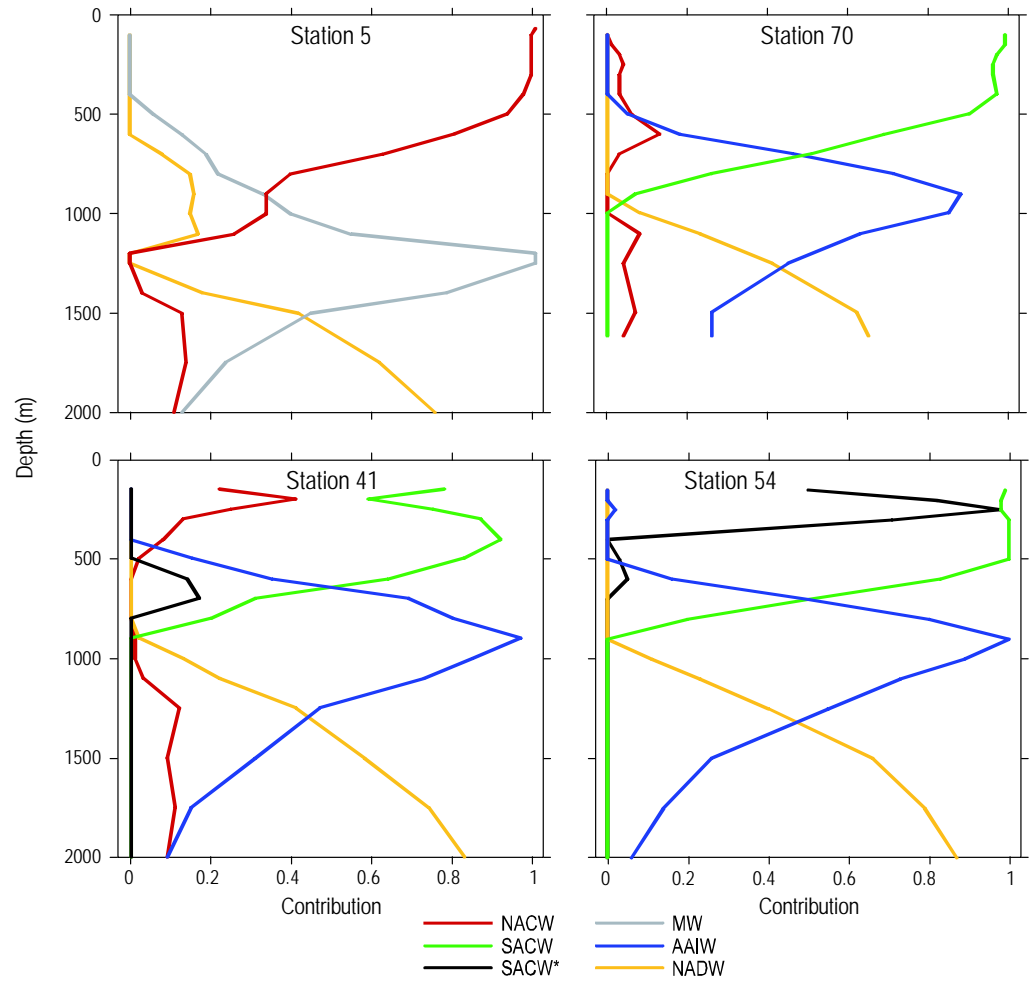 Station 5
Station 70
0
500
1000
1500
2000
Depth (m)
Station 41
Station 54
0
500
1000
1500
2000
0 0.2 0.4 0.6 0.8 1
0 0.2 0.4 0.6 0.8 1
Contribution
Contribution
NACW
SACW
SACW*
MW
AAIW
NADW